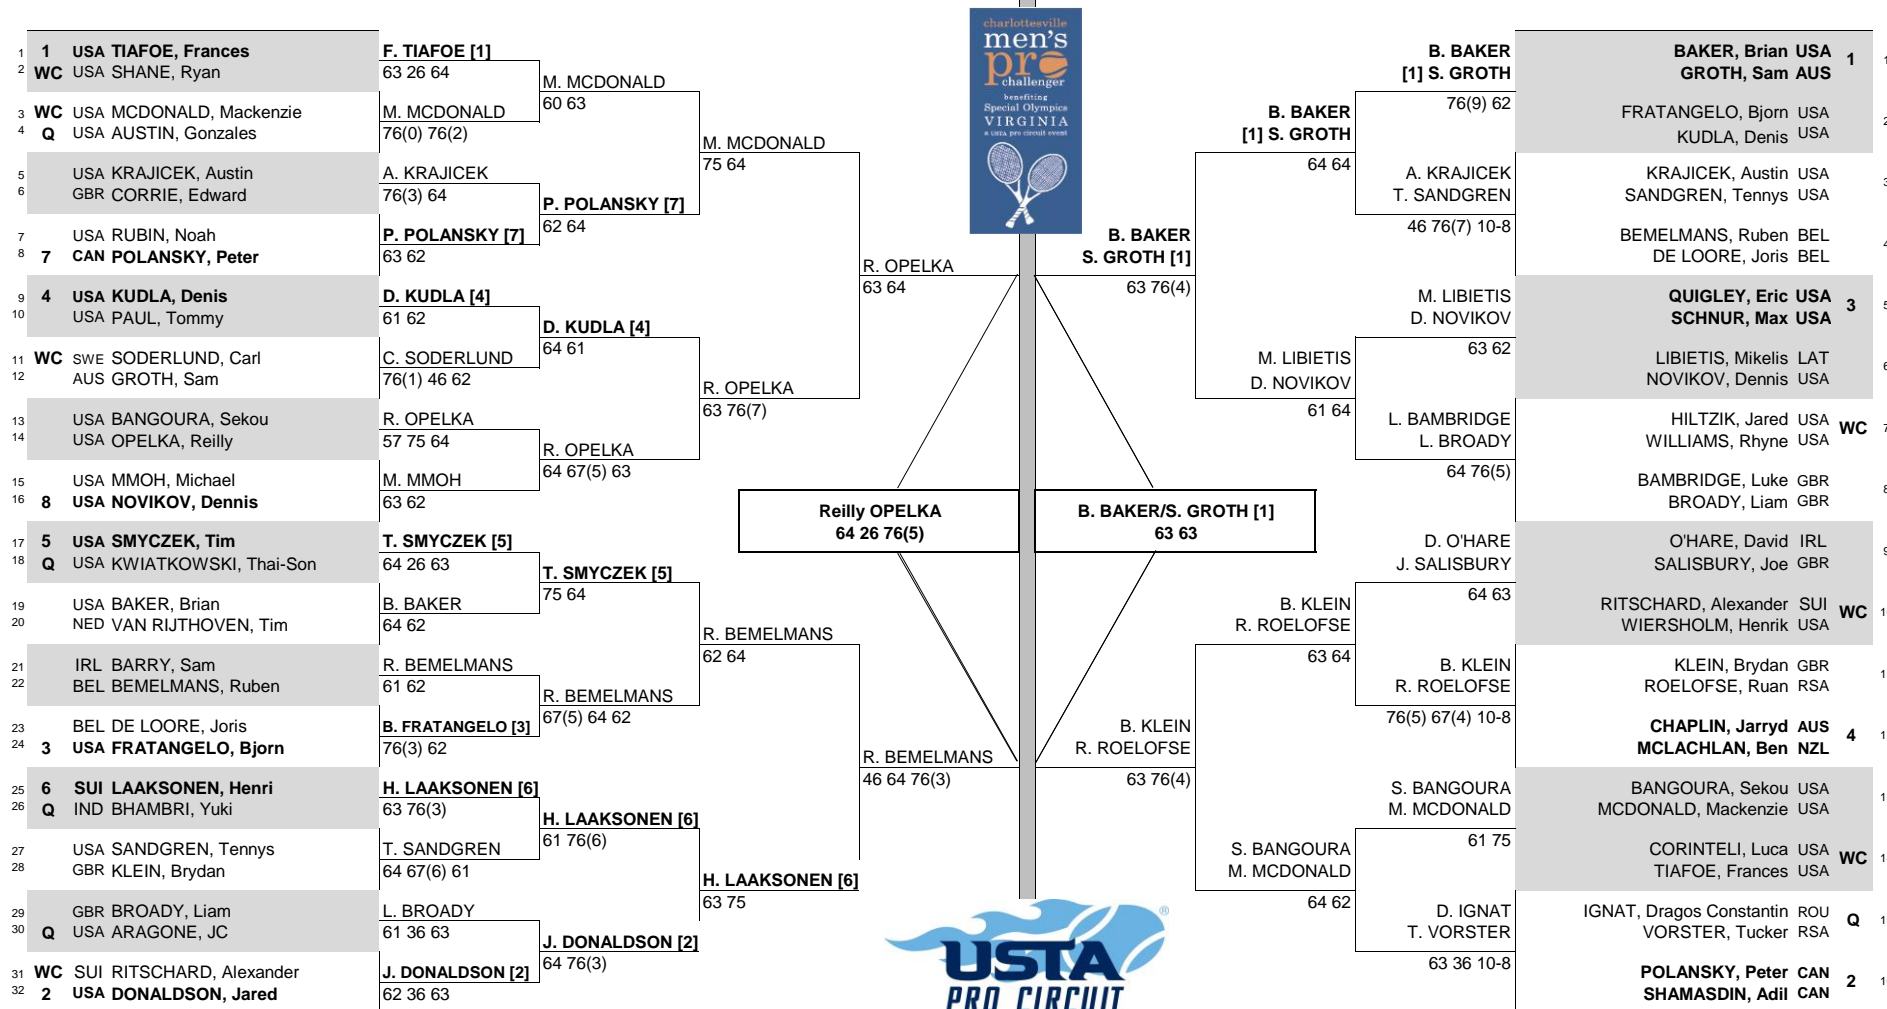 charlottesville
men's
pro
challenger
benefiting
Special Olympics
VIRGINIA
a USTA pro circuit event
1 1 USA TIAFOE, Frances
2 WC USA SHANE, Ryan
3 WC USA MCDONALD, Mackenzie
4 Q USA AUSTIN, Gonzales
5 USA KRAJICEK, Austin
6 GBR CORRIE, Edward
7 USA RUBIN, Noah
8 7 CAN POLANSKY, Peter
9 4 USA KUDLA, Denis
10 USA PAUL, Tommy
11 WC SWE SODERLUND, Carl
12 AUS GROTH, Sam
13 USA BANGOURA, Sekou
14 USA OPELKA, Reilly
15 USA MMOH, Michael
16 8 USA NOVIKOV, Dennis
17 5 USA SMYCZEK, Tim
18 Q USA KWIATKOWSKI, Thai-Son
19 USA BAKER, Brian
20 NED VAN RIJTHOVEN, Tim
21 IRL BARRY, Sam
22 BEL BEMELMANS, Ruben
23 BEL DE LOORE, Joris
24 3 USA FRATANGELO, Bjorn
25 6 SUI LAAKSONEN, Henri
26 Q IND BHAMBRI, Yuki
27 USA SANDGREN, Tennys
28 GBR KLEIN, Brydan
29 GBR BROADY, Liam
30 Q USA ARAGONE, JC
31 WC SUI RITSCHARD, Alexander
32 2 USA DONALDSON, Jared
F. TIAFOE [1]
63 26 64
M. MCDONALD
76(0) 76(2)
A. KRAJICEK
76(3) 64
P. POLANSKY [7]
63 62
D. KUDLA [4]
61 62
C. SODERLUND
76(1) 46 62
R. OPELKA
57 75 64
M. MMOH
63 62
T. SMYCZEK [5]
64 26 63
B. BAKER
64 62
R. BEMELMANS
61 62
B. FRATANGELO [3]
76(3) 62
H. LAAKSONEN [6]
63 76(3)
T. SANDGREN
64 67(6) 61
L. BROADY
61 36 63
J. DONALDSON [2]
62 36 63
M. MCDONALD
60 63
P. POLANSKY [7]
62 64
D. KUDLA [4]
64 61
R. OPELKA
64 67(5) 63
T. SMYCZEK [5]
75 64
R. BEMELMANS
67(5) 64 62
H. LAAKSONEN [6]
61 76(6)
J. DONALDSON [2]
64 76(3)
M. MCDONALD
75 64
R. OPELKA
63 76(7)
R. BEMELMANS
62 64
H. LAAKSONEN [6]
63 75
R. OPELKA
63 64
R. BEMELMANS
46 64 76(3)
Reilly OPELKA
64 26 76(5)
B. BAKER/S. GROTH [1]
63 63
B. BAKER
S. GROTH [1]
63 76(4)
B. KLEIN
R. ROELOFSE
63 76(4)
B. BAKER
[1] S. GROTH
64 64
M. LIBIETIS
D. NOVIKOV
61 64
B. KLEIN
R. ROELOFSE
63 64
S. BANGOURA
M. MCDONALD
64 62
B. BAKER
[1] S. GROTH
76(9) 62
A. KRAJICEK
T. SANDGREN
46 76(7) 10-8
M. LIBIETIS
D. NOVIKOV
63 62
L. BAMBRIDGE
L. BROADY
64 76(5)
D. O'HARE
J. SALISBURY
64 63
B. KLEIN
R. ROELOFSE
76(5) 67(4) 10-8
S. BANGOURA
M. MCDONALD
61 75
D. IGNAT
T. VORSTER
63 36 10-8
BAKER, Brian USA 1
GROTH, Sam AUS
FRATANGELO, Bjorn USA
KUDLA, Denis USA
KRAJICEK, Austin USA
SANDGREN, Tennys USA
BEMELMANS, Ruben BEL
DE LOORE, Joris BEL
QUIGLEY, Eric USA 3
SCHNUR, Max USA
LIBIETIS, Mikelis LAT
NOVIKOV, Dennis USA
HILTZIK, Jared USA WC
WILLIAMS, Rhyne USA
BAMBRIDGE, Luke GBR
BROADY, Liam GBR
O'HARE, David IRL
SALISBURY, Joe GBR
RITSCHARD, Alexander SUI WC
WIERSHOLM, Henrik USA
KLEIN, Brydan GBR
ROELOFSE, Ruan RSA
CHAPLIN, Jarryd AUS 4
MCLACHLAN, Ben NZL
BANGOURA, Sekou USA
MCDONALD, Mackenzie USA
CORINTELI, Luca USA WC
TIAFOE, Frances USA
IGNAT, Dragos Constantin ROU Q
VORSTER, Tucker RSA
POLANSKY, Peter CAN 2
SHAMASDIN, Adil CAN
USTA ®
PRO CIRCUIT